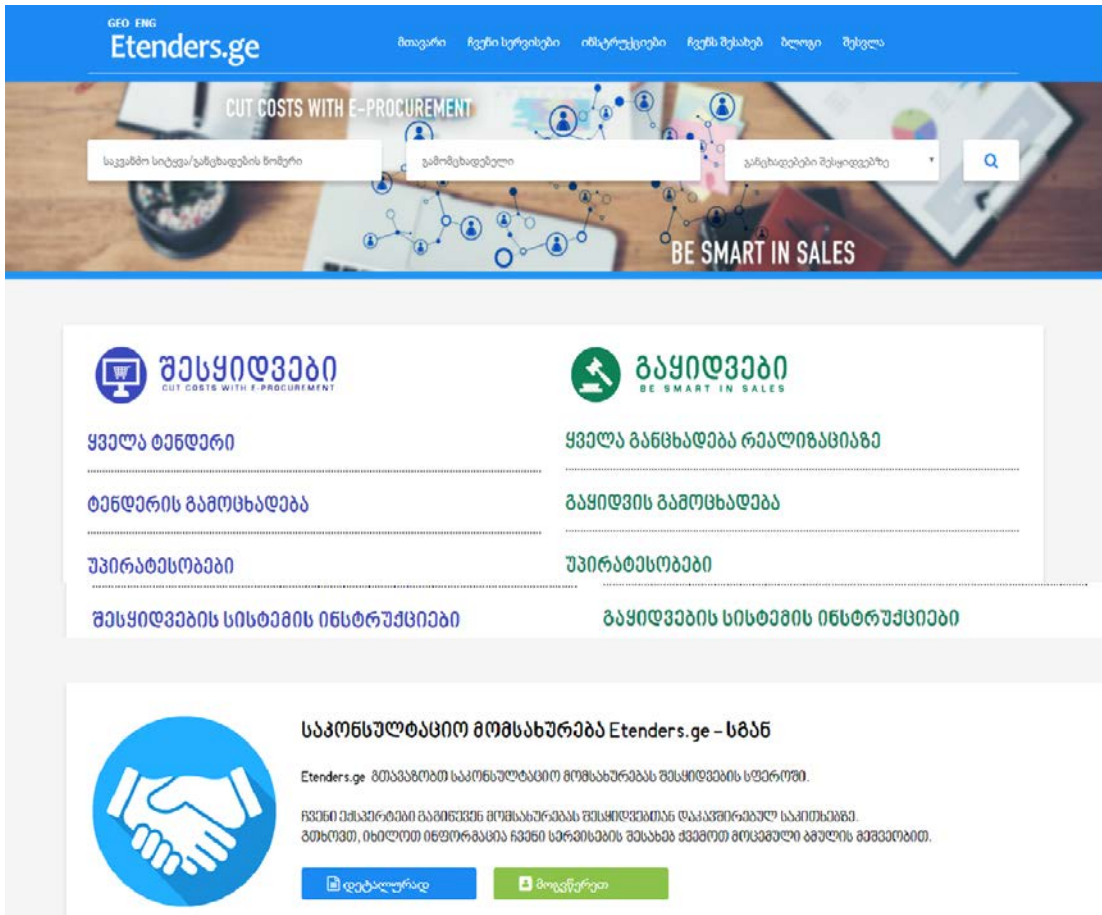 GEO ENG
Etenders.ge
მთავარი ჩვენი სერვისები ინსტრუქციები ჩვენს შესახებ ბლოგი შესვლა
CUT COSTS WITH E-PROCUREMENT
საკვანძო სიტყვა/განცხადების ნომერი გამომცხადებელი განცხადებები შესყიდვებზე
BE SMART IN SALES
შესყიდვები
CUT COSTS WITH E-PROCUREMENT
ყველა ტენდერი
ტენდერის გამოცხადება
უპირატესობები
შესყიდვების სისტემის ინსტრუქციები
გაყიდვები
BE SMART IN SALES
ყველა განცხადება რეალიზაციაზე
გაყიდვის გამოცხადება
უპირატესობები
გაყიდვების სისტემის ინსტრუქციები
საკონსულტაციო მომსახურება Etenders.ge – სგან
Etenders.ge გთავაზობთ საკონსულტაციო მომსახურებას შესყიდვების სფეროში.
ჩვენი ექსპერტები გაგიწევენ მომსახურებას შესყიდვებთან დაკავშირებულ საკითხებზე.
გთხოვთ, იხილოთ ინფორმაცია ჩვენი სერვისების შესახებ ქვემოთ მოცემული ბმულის მეშვეობით.
დეტალურად მოგვწერეთ